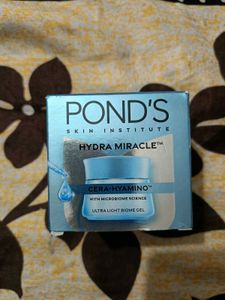 POND'S
SKIN INSTITUTE
HYDRA MIRACLE™
CERA-HYAMINO™
WITH MICROBIOME SCIENCE
ULTRA LIGHT BIOME GEL